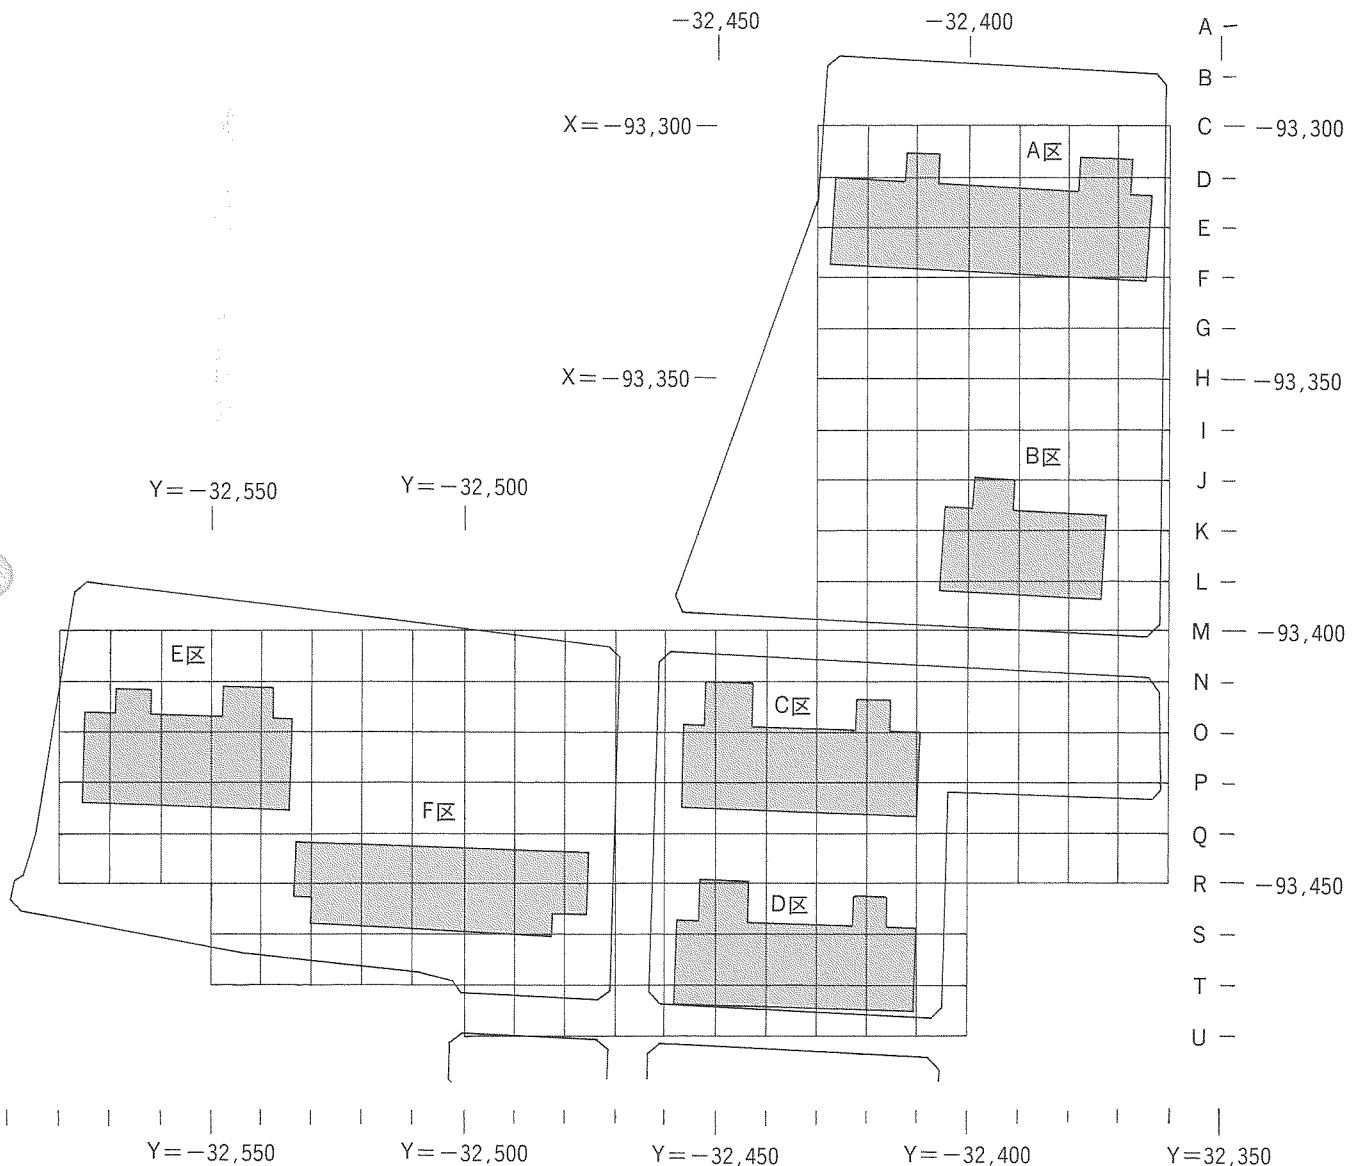 −32,450
−32,400
A
B
X=−93,300
C
−93,300
A区
D
E
F
G
X=−93,350
H
−93,350
I
B区
J
Y=−32,550
Y=−32,500
K
L
M
−93,400
E区
N
C区
O
P
F区
Q
R
−93,450
D区
S
T
U
Y=−32,550
Y=−32,500
Y=−32,450
Y=−32,400
Y=−32,350